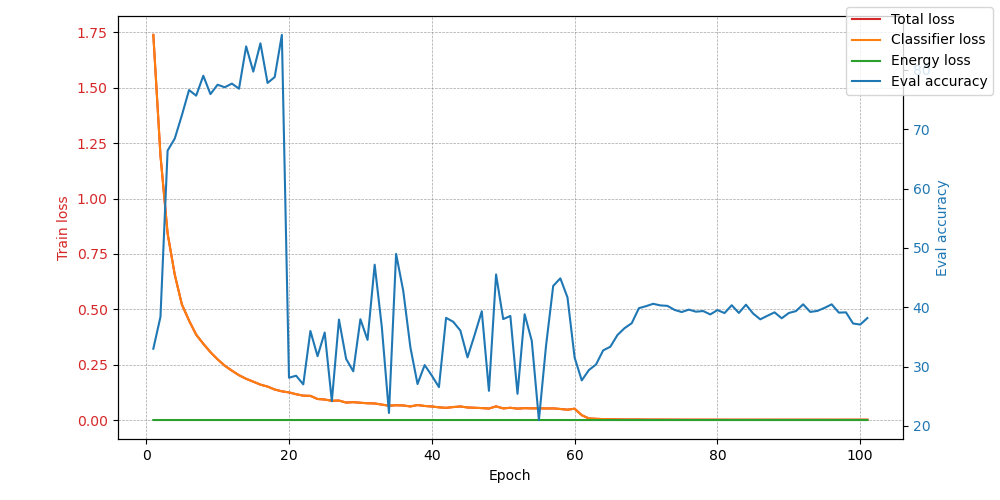 Total loss
Classifier loss
Energy loss
Eval accuracy
1.75
1.50
1.25
1.00
0.75
0.50
0.25
0.00
Train loss
80
70
60
50
40
30
20
Eval accuracy
0 20 40 60 80 100
Epoch